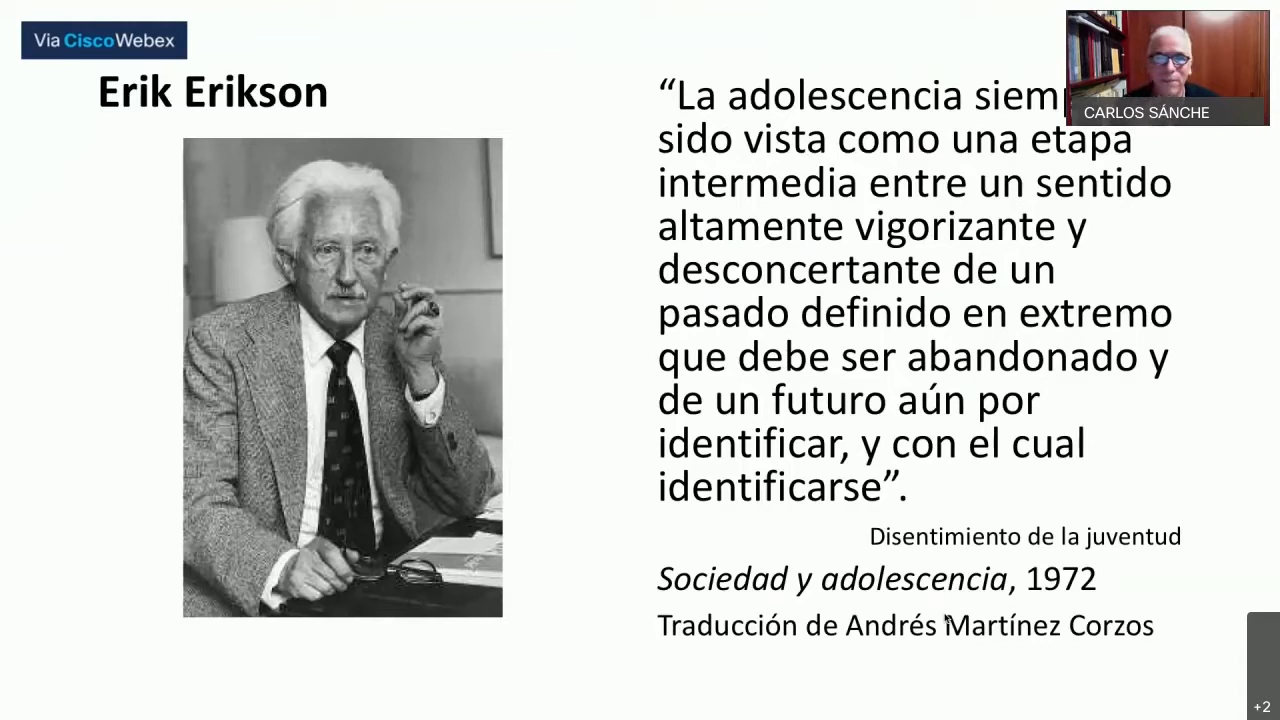 Via CiscoWebex
Erik Erikson
“La adolescencia
sido vista como una etapa
intermedia entre un sentido
altamente vigorizante y
desconcertante de un
pasado definido en extremo
que debe ser abandonado y
de un futuro aún por
identificar, y con el cual
identificarse”.
Disentimiento de la juventud
Sociedad y adolescencia, 1972
Traducción de Andrés Martínez Corzos
CARLOS SÁNCHE
+2